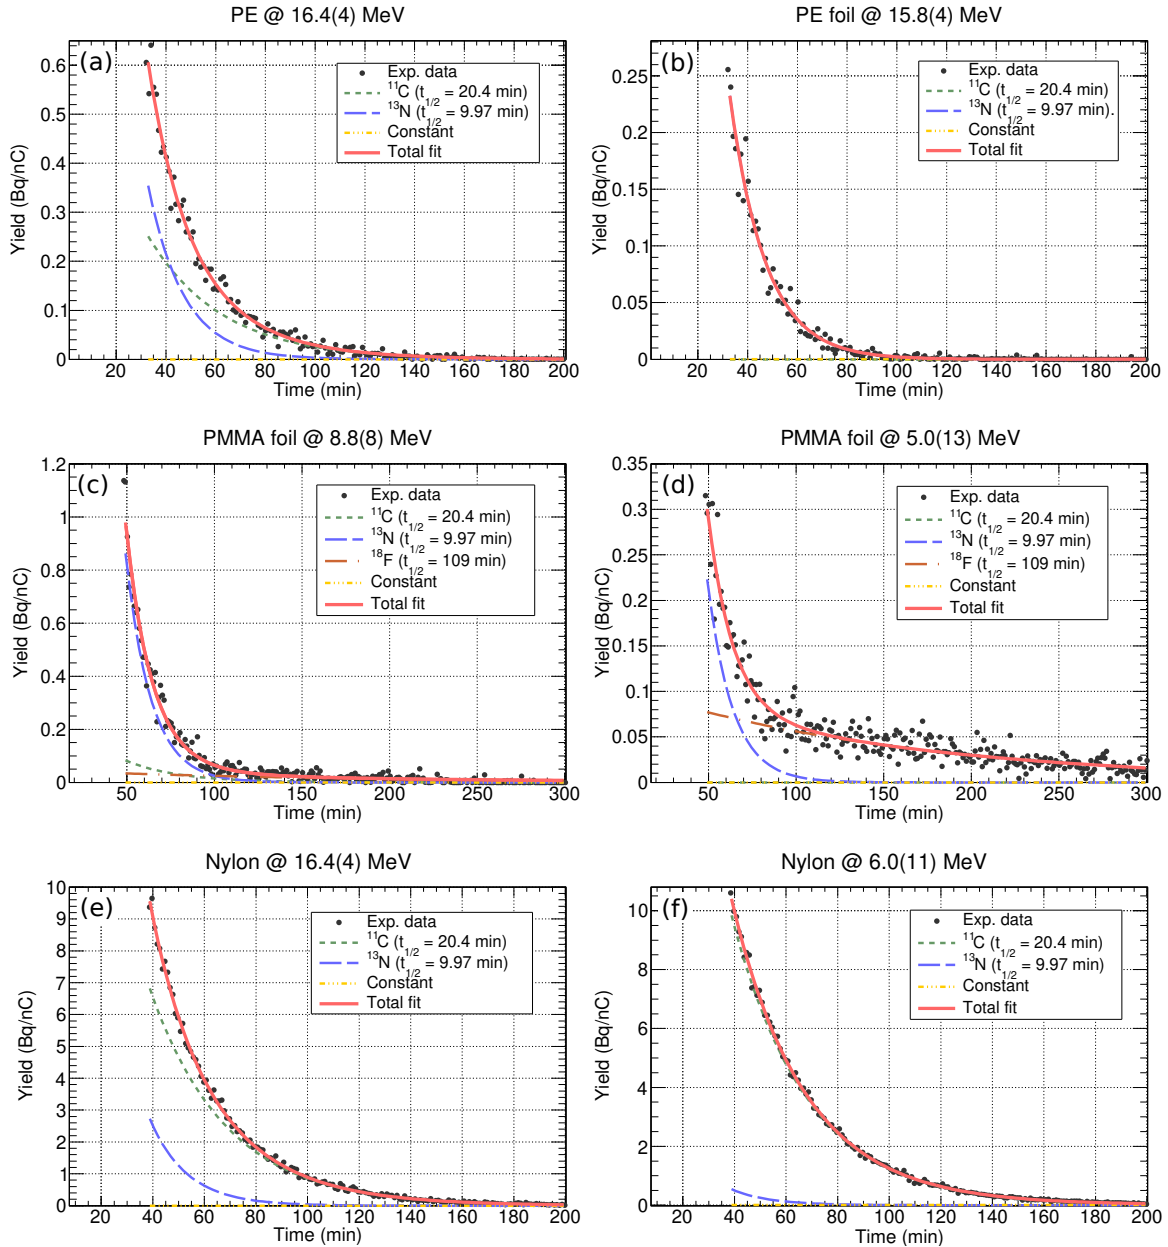 PE @ 16.4(4) MeV
(a)
Exp. data
¹¹C (t₁/₂ = 20.4 min)
¹³N (t₁/₂ = 9.97 min)
Constant
Total fit
Yield (Bq/nC)
0.6
0.5
0.4
0.3
0.2
0.1
0
20 40 60 80 100 120 140 160 180 200
Time (min)
PE foil @ 15.8(4) MeV
(b)
Exp. data
¹¹C (t₁/₂ = 20.4 min)
¹³N (t₁/₂ = 9.97 min).
Constant
Total fit
Yield (Bq/nC)
0.25
0.2
0.15
0.1
0.05
0
20 40 60 80 100 120 140 160 180 200
Time (min)
PMMA foil @ 8.8(8) MeV
(c)
Exp. data
¹¹C (t₁/₂ = 20.4 min)
¹³N (t₁/₂ = 9.97 min)
¹⁸F (t₁/₂ = 109 min)
Constant
Total fit
Yield (Bq/nC)
1.2
1
0.8
0.6
0.4
0.2
0
50 100 150 200 250 300
Time (min)
PMMA foil @ 5.0(13) MeV
(d)
Exp. data
¹¹C (t₁/₂ = 20.4 min)
¹³N (t₁/₂ = 9.97 min)
¹⁸F (t₁/₂ = 109 min)
Constant
Total fit
Yield (Bq/nC)
0.35
0.3
0.25
0.2
0.15
0.1
0.05
0
50 100 150 200 250 300
Time (min)
Nylon @ 16.4(4) MeV
(e)
Exp. data
¹¹C (t₁/₂ = 20.4 min)
¹³N (t₁/₂ = 9.97 min)
Constant
Total fit
Yield (Bq/nC)
10
9
8
7
6
5
4
3
2
1
0
20 40 60 80 100 120 140 160 180 200
Time (min)
Nylon @ 6.0(11) MeV
(f)
Exp. data
¹¹C (t₁/₂ = 20.4 min)
¹³N (t₁/₂ = 9.97 min)
Constant
Total fit
Yield (Bq/nC)
10
8
6
4
2
0
20 40 60 80 100 120 140 160 180 200
Time (min)